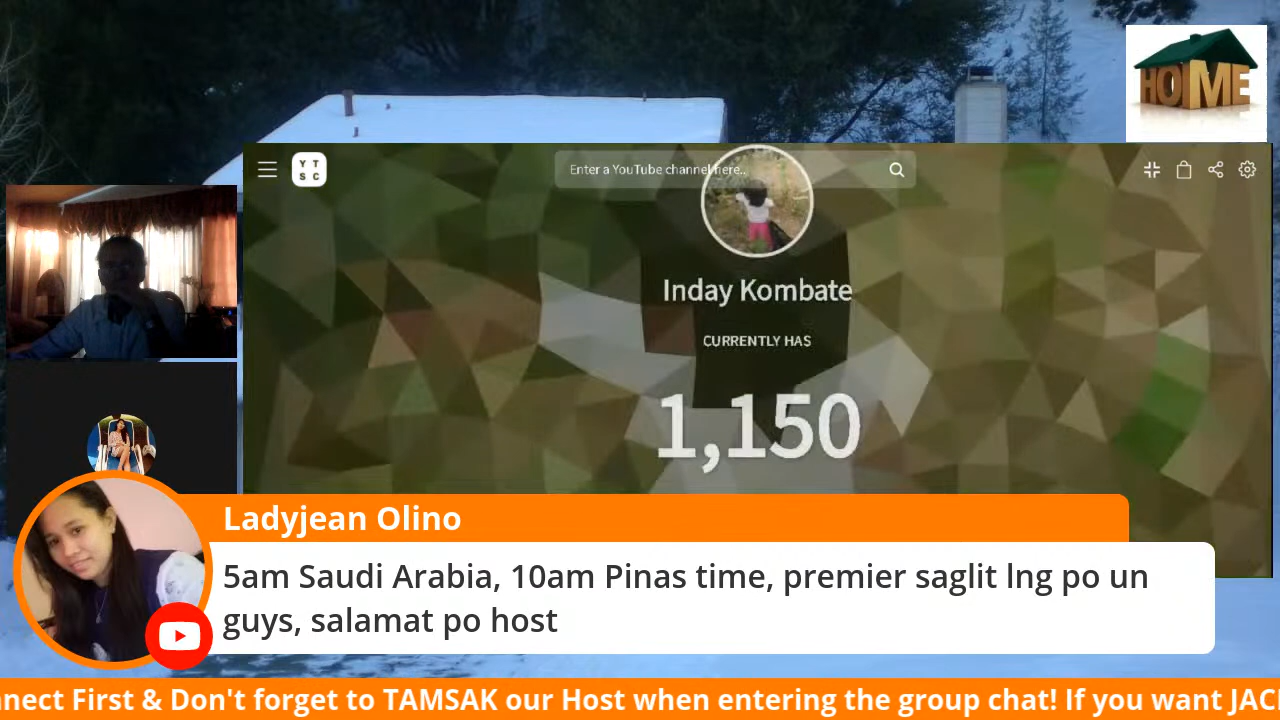 HOME
Y T
S C
Enter a YouTube channel here..
Inday Kombate
CURRENTLY HAS
1,150
Ladyjean Olino
5am Saudi Arabia, 10am Pinas time, premier saglit lng po un
guys, salamat po host
nnect First & Don't forget to TAMSAK our Host when entering the group chat! If you want JAC